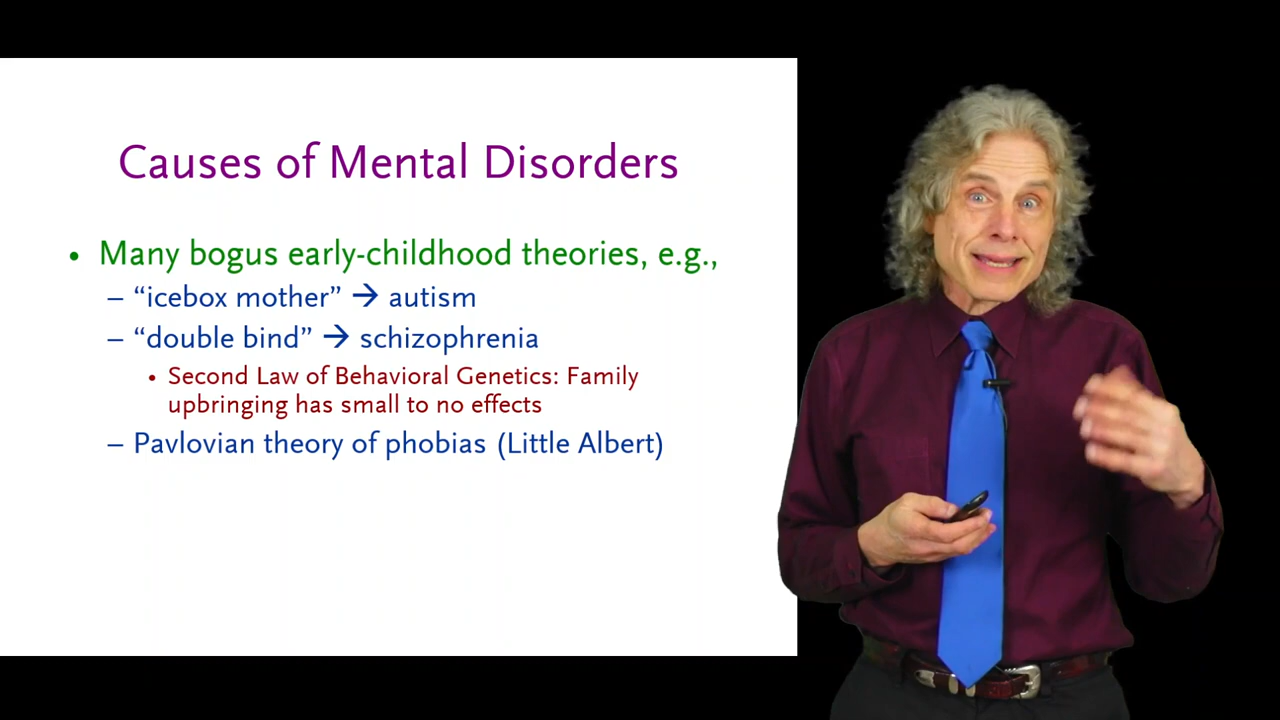 Causes of Mental Disorders
• Many bogus early-childhood theories, e.g.,
– “icebox mother” → autism
– “double bind” → schizophrenia
• Second Law of Behavioral Genetics: Family
upbringing has small to no effects
– Pavlovian theory of phobias (Little Albert)